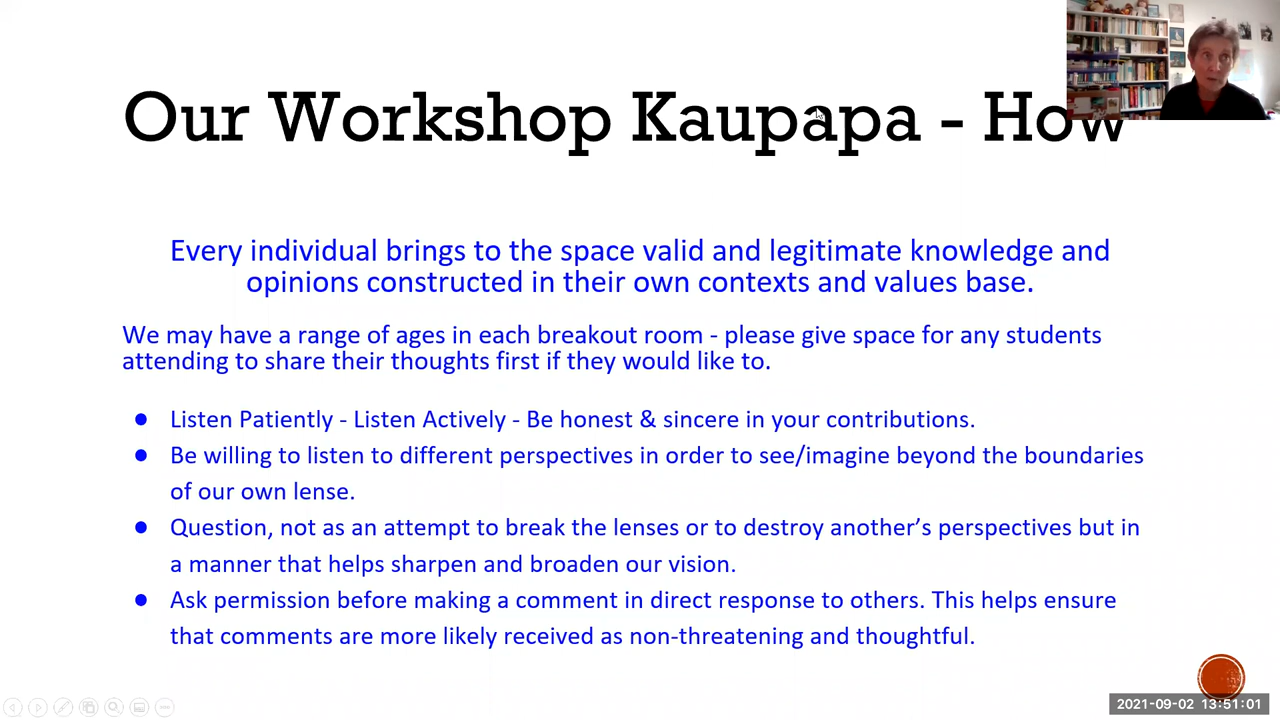 Our Workshop Kaupapa - How
Every individual brings to the space valid and legitimate knowledge and
opinions constructed in their own contexts and values base.
We may have a range of ages in each breakout room - please give space for any students
attending to share their thoughts first if they would like to.
● Listen Patiently - Listen Actively - Be honest & sincere in your contributions.
● Be willing to listen to different perspectives in order to see/imagine beyond the boundaries
of our own lense.
● Question, not as an attempt to break the lenses or to destroy another’s perspectives but in
a manner that helps sharpen and broaden our vision.
● Ask permission before making a comment in direct response to others. This helps ensure
that comments are more likely received as non-threatening and thoughtful.
2021-09-02 13:51:01